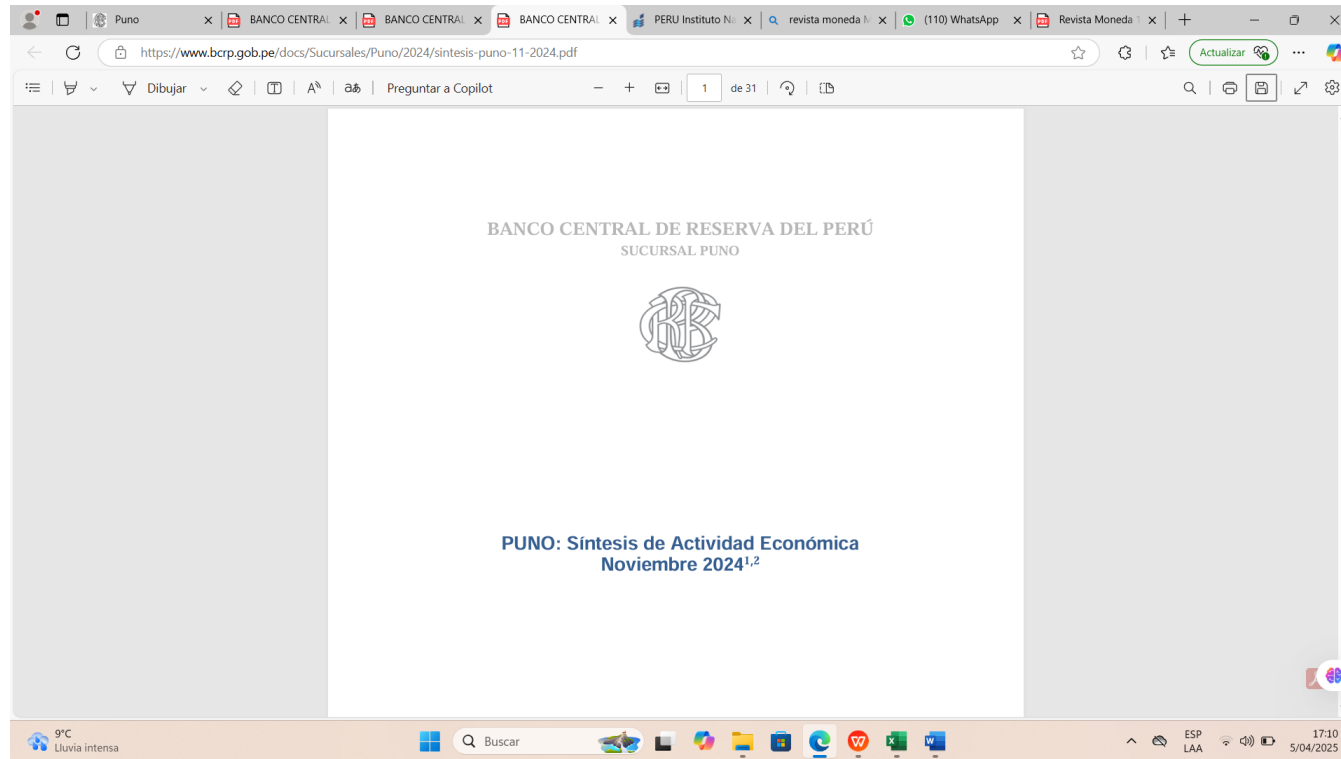 Puno
BANCO CENTRAL
BANCO CENTRAL
BANCO CENTRAL
PERU Instituto Na
revista moneda M
(110) WhatsApp
Revista Moneda 1
https://www.bcrp.gob.pe/docs/Sucursales/Puno/2024/sintesis-puno-11-2024.pdf
Actualizar
Dibujar
Preguntar a Copilot
1 de 31
BANCO CENTRAL DE RESERVA DEL PERÚ
SUCURSAL PUNO
PUNO: Síntesis de Actividad Económica
Noviembre 2024¹,²
9°C
Lluvia intensa
Buscar
ESP
LAA
17:10
5/04/2025